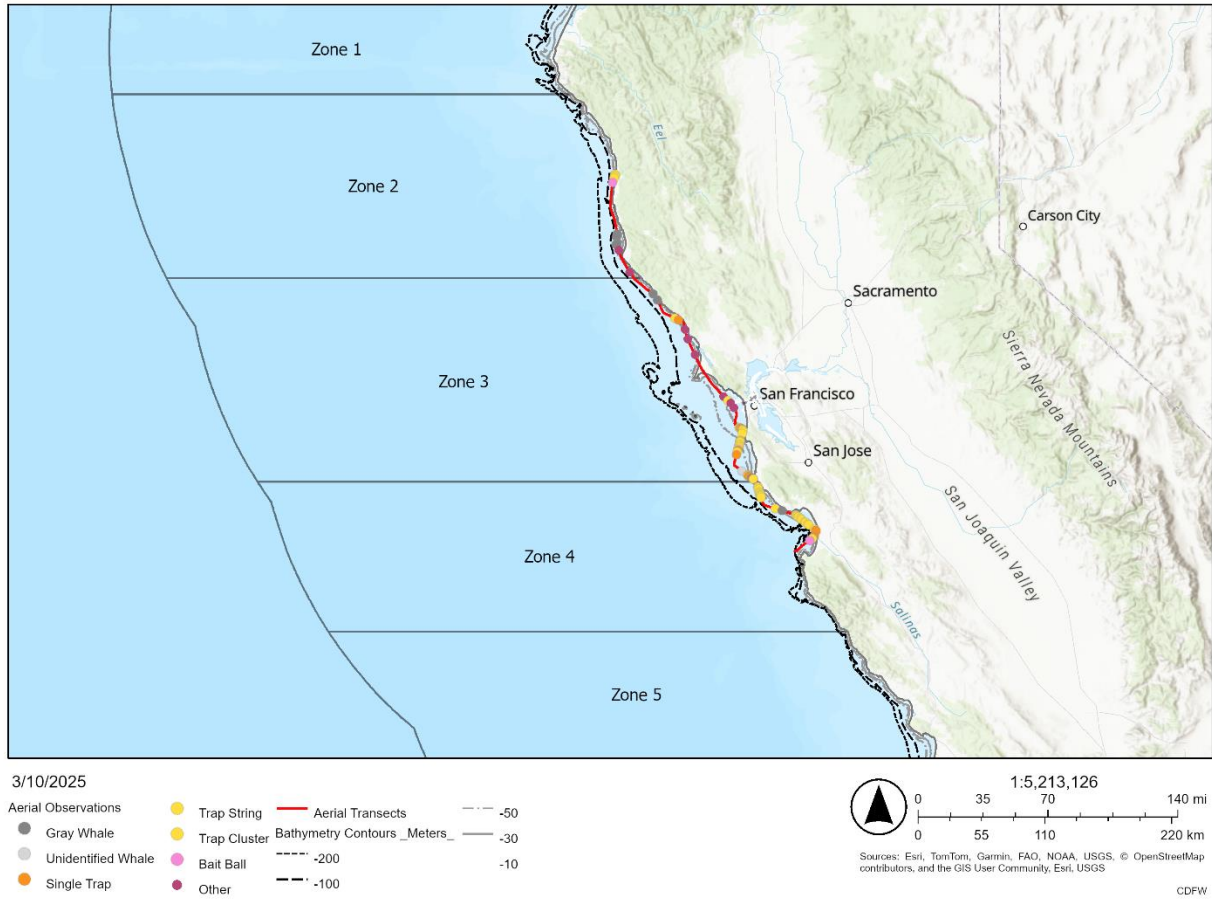 Zone 1
Eel
Zone 2
Carson City
Sacramento
Zone 3
San Francisco
Sierra Nevada Mountains
San Jose
San Joaquin Valley
Zone 4
Salinas
Zone 5
3/10/2025
Aerial Observations
Gray Whale
Unidentified Whale
Single Trap
Trap String
Trap Cluster
Bait Ball
Other
Aerial Transects
Bathymetry Contours _Meters_
-200
-100
-50
-30
-10
1:5,213,126
0 35 70 140 mi
0 55 110 220 km
Sources: Esri, TomTom, Garmin, FAO, NOAA, USGS, © OpenStreetMap
contributors, and the GIS User Community, Esri, USGS
CDFW